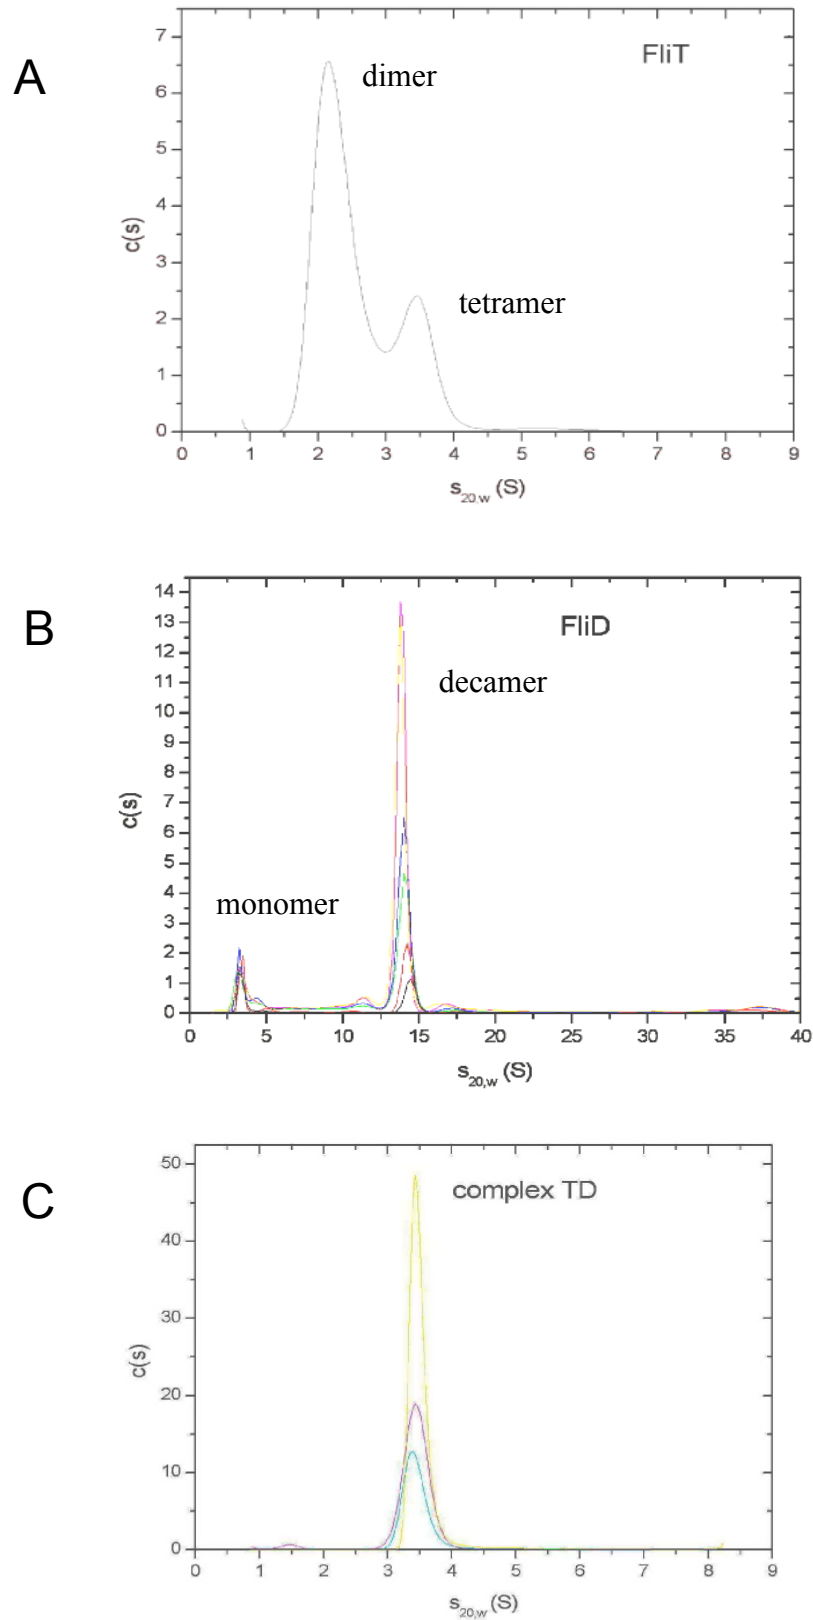 A
FliT
dimer
tetramer
c(s)
7
6
5
4
3
2
1
0
0 1 2 3 4 5 6 7 8 9
s20,w (S)
B
FliD
decamer
monomer
c(s)
14
13
12
11
10
9
8
7
6
5
4
3
2
1
0
0 5 10 15 20 25 30 35 40
s20,w (S)
C
complex TD
c(s)
50
40
30
20
10
0
0 1 2 3 4 5 6 7 8 9
s20,w (S)